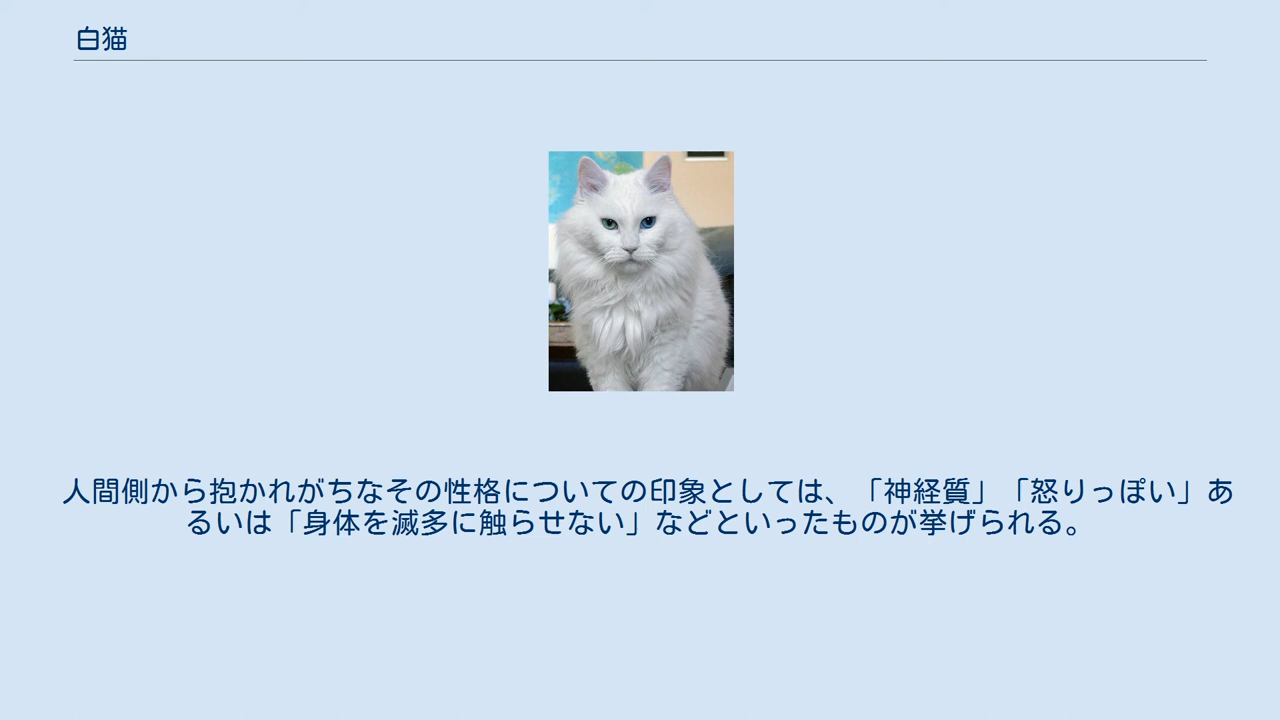 白猫
人間側から抱かれがちなその性格についての印象としては、「神経質」「怒りっぽい」あ
るいは「身体を滅多に触らせない」などといったものが挙げられる。